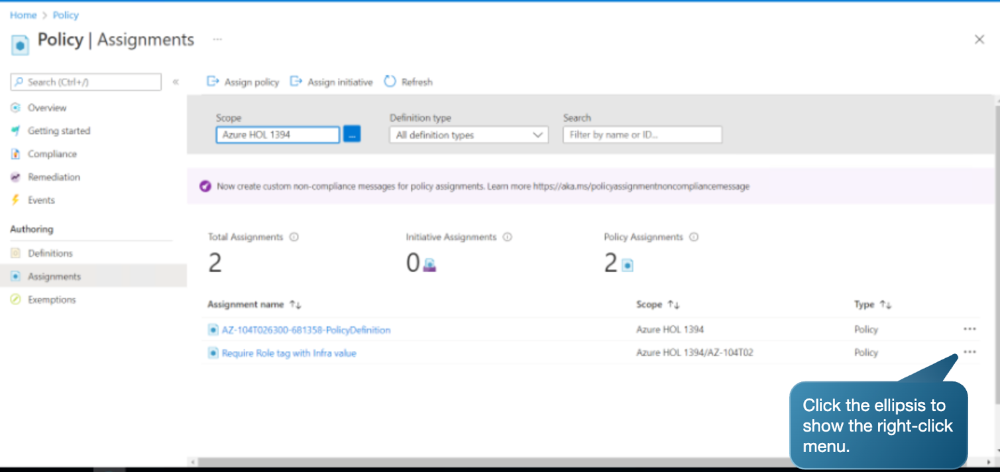 Home > Policy
Policy | Assignments ...
Search (Ctrl+/)
«
Assign policy Assign initiative Refresh
Overview
Getting started
Compliance
Remediation
Events
Authoring
Definitions
Assignments
Exemptions
Scope Definition type Search
Azure HOL 1394 ... All definition types Filter by name or ID...
Now create custom non-compliance messages for policy assignments. Learn more https://aka.ms/policyassignmentnoncompliancemessage
Total Assignments Initiative Assignments Policy Assignments
2 0 2
Assignment name ↑↓ Scope ↑↓ Type ↑↓
AZ-104T026300-681358-PolicyDefinition Azure HOL 1394 Policy ...
Require Role tag with Infra value Azure HOL 1394/AZ-104T02 Policy ...
Click the ellipsis to
show the right-click
menu.